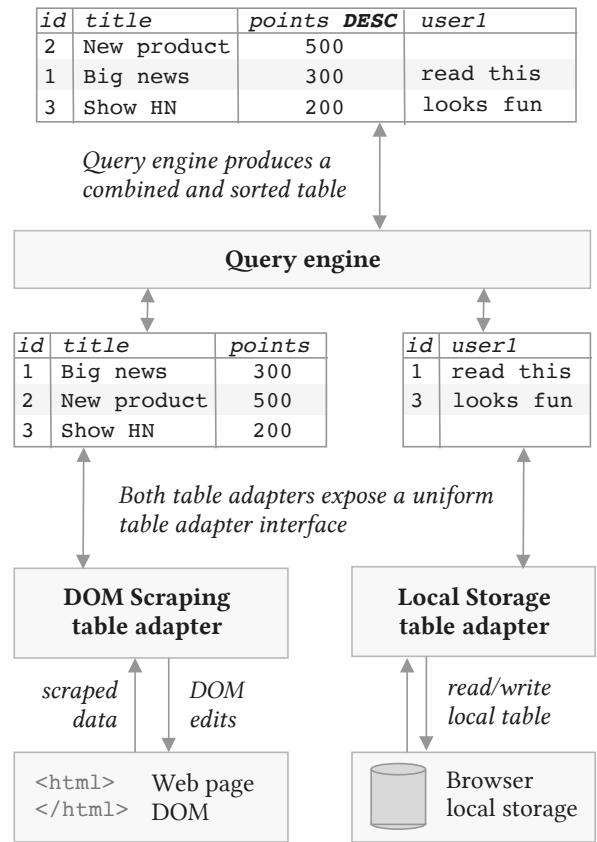 id title points DESC user1
2 New product 500
1 Big news 300 read this
3 Show HN 200 looks fun
Query engine produces a
combined and sorted table
Query engine
id title points
1 Big news 300
2 New product 500
3 Show HN 200
id user1
1 read this
3 looks fun
Both table adapters expose a uniform
table adapter interface
DOM Scraping
table adapter
Local Storage
table adapter
scraped
data
DOM
edits
read/write
local table
<html>
</html>
Web page
DOM
Browser
local storage